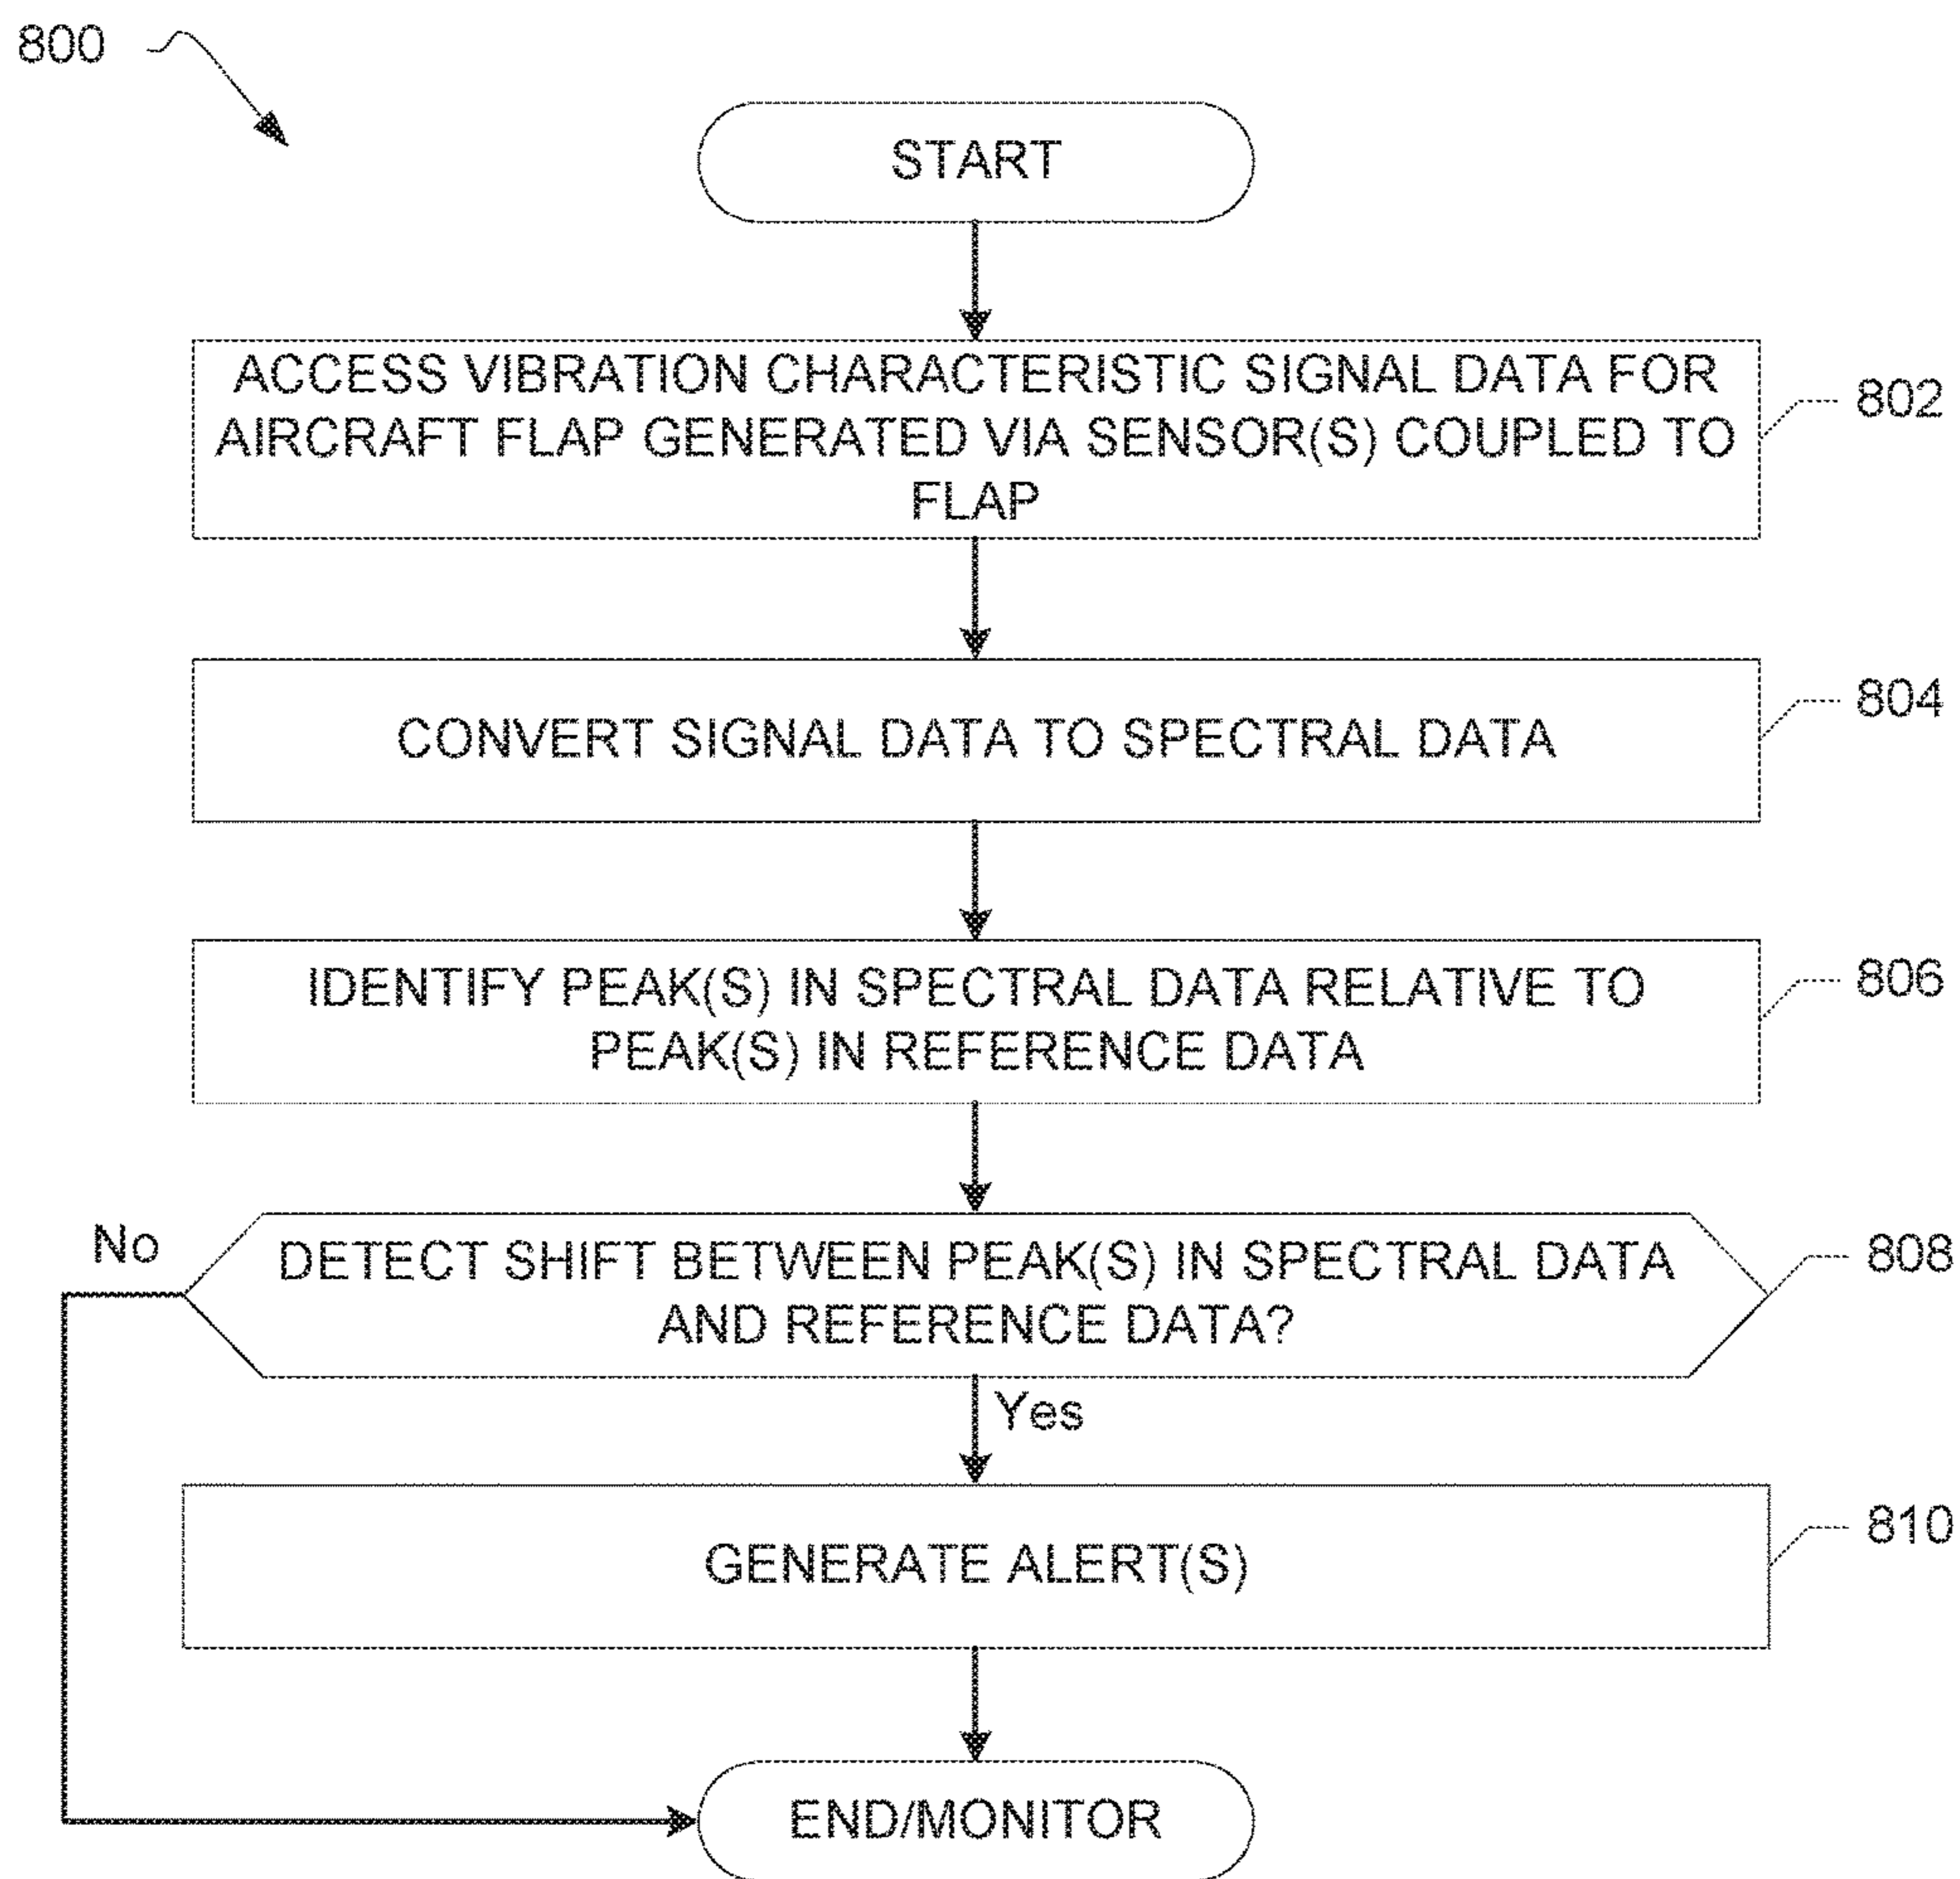 800
START
ACCESS VIBRATION CHARACTERISTIC SIGNAL DATA FOR
AIRCRAFT FLAP GENERATED VIA SENSOR(S) COUPLED TO
FLAP
802
CONVERT SIGNAL DATA TO SPECTRAL DATA
804
IDENTIFY PEAK(S) IN SPECTRAL DATA RELATIVE TO
PEAK(S) IN REFERENCE DATA
806
No
DETECT SHIFT BETWEEN PEAK(S) IN SPECTRAL DATA
AND REFERENCE DATA?
808
Yes
GENERATE ALERT(S)
810
END/MONITOR